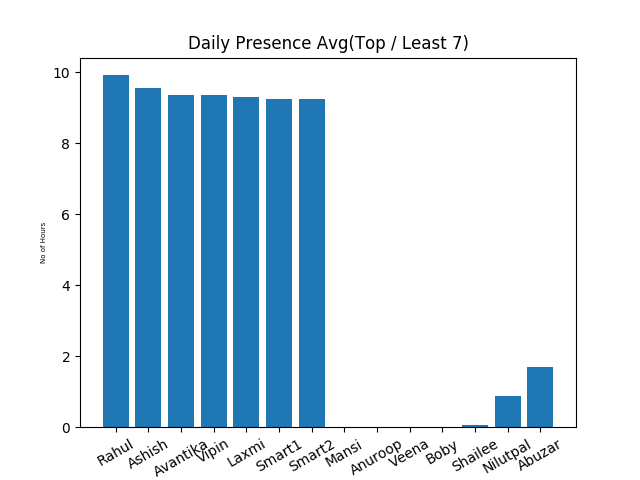 Daily Presence Avg(Top / Least 7)
No of Hours
10
8
6
4
2
0
Rahul
Ashish
Avantika
Vipin
Laxmi
Smart1
Smart2
Mansi
Anuroop
Veena
Boby
Shailee
Nilutpal
Abuzar